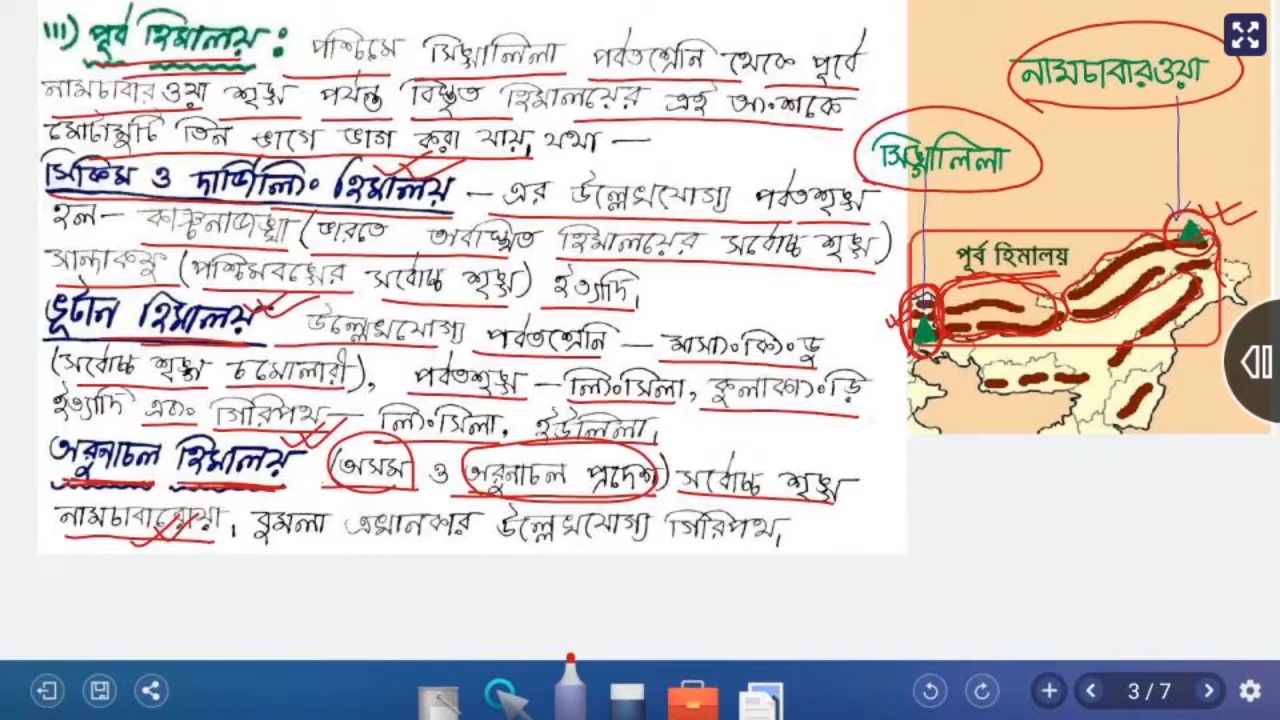 III) পূর্ব হিমালয় : পশ্চিমে সিঙ্গালিলা পর্বতশ্রেনি থেকে পূর্বে
নামচাবারওয়া শৃঙ্গ পর্যন্ত বিস্তৃত হিমালয়ের এই অংশকে
মোটামুটি তিন ভাগে ভাগ করা যায়, যথা —
সিকিম ও দার্জিলিং হিমালয় – এর উল্লেখযোগ্য পর্বতশৃঙ্গ
হল– কাঞ্চনজঙ্ঘা (ভারতে অবস্থিত হিমালয়ের সর্বোচ্চ শৃঙ্গ)
সান্দাকফু (পশ্চিমবঙ্গের সর্বোচ্চ শৃঙ্গ) ইত্যাদি,
ভূটান হিমালয় উল্লেখযোগ্য পর্বতশ্রেনি – মাসাংকিংডু
(সর্বোচ্চ শৃঙ্গ চমোলারী), পর্বতশৃঙ্গ – লিংসিলা, কুলাকাংড়ি
ইত্যাদি এবং গিরিপথ – লিংসিলা, ইউলিলা,
অরুনাচল হিমালয় (অসম ও অরুনাচল প্রদেশ) সর্বোচ্চ শৃঙ্গ
নামচাবারোয়া, বুমলা এখানকার উল্লেখযোগ্য গিরিপথ,
নামচাবারওয়া
সিঙ্গালিলা
পূর্ব হিমালয়
3 / 7